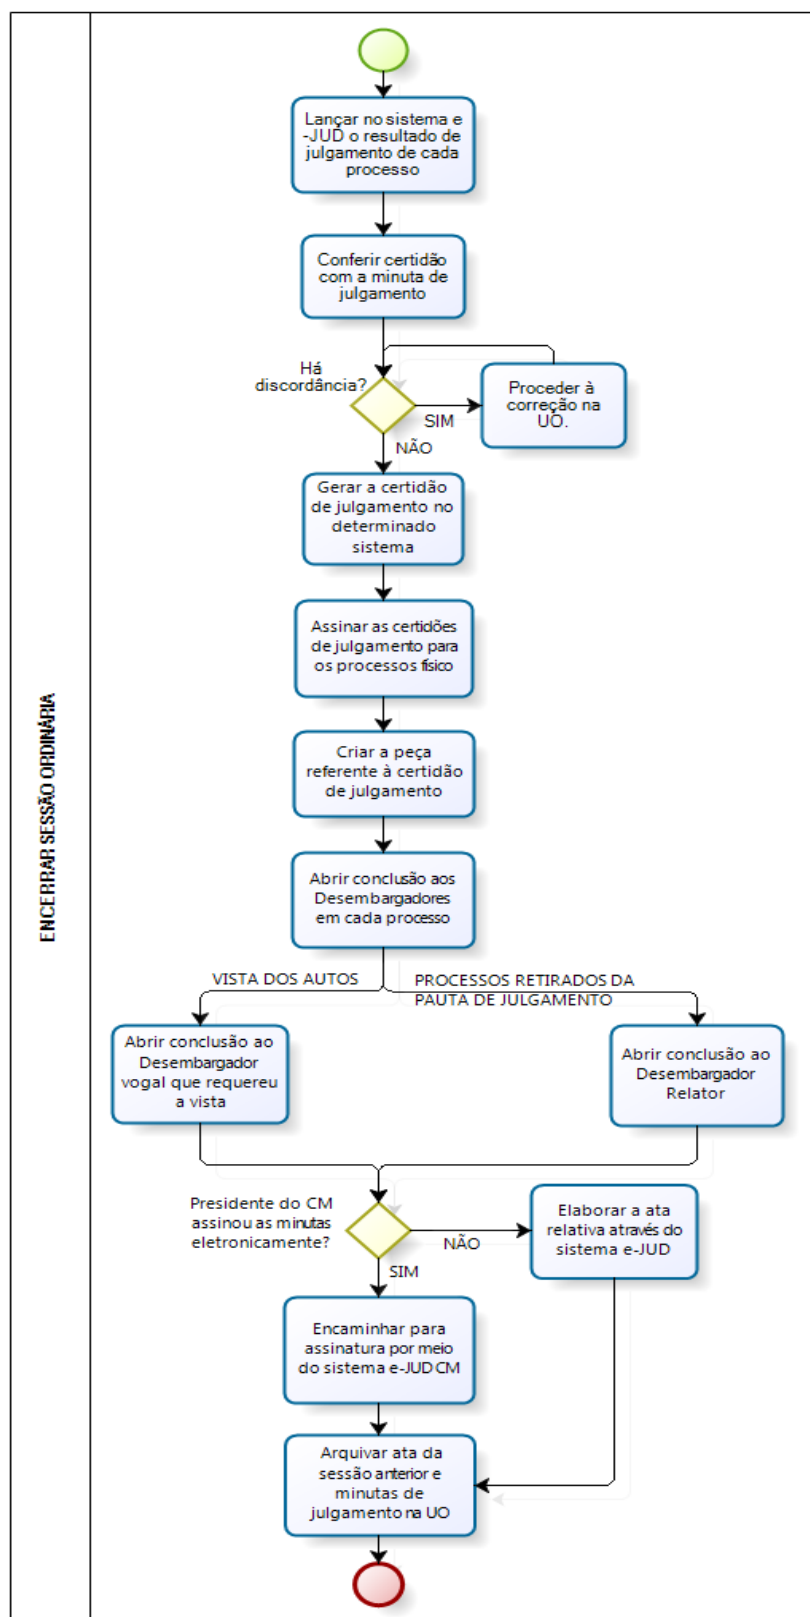 ENCERRAR SESSÃO ORDINÁRIA
Lançar no sistema e
-JUD o resultado de
julgamento de cada
processo
Conferir certidão
com a minuta de
julgamento
Há
discordância?
SIM
Proceder à
correção na
UO.
NÃO
Gerar a certidão
de julgamento no
determinado
sistema
Assinar as certidões
de julgamento para
os processos físico
Criar a peça
referente à certidão
de julgamento
Abrir conclusão aos
Desembargadores
em cada processo
VISTA DOS AUTOS
PROCESSOS RETIRADOS DA
PAUTA DE JULGAMENTO
Abrir conclusão ao
Desembargador
vogal que requereu
a vista
Abrir conclusão ao
Desembargador
Relator
Presidente do CM
assinou as minutas
eletronicamente?
NÃO
Elaborar a ata
relativa através do
sistema e-JUD
SIM
Encaminhar para
assinatura por meio
do sistema e-JUD CM
Arquivar ata da
sessão anterior e
minutas de
julgamento na UO